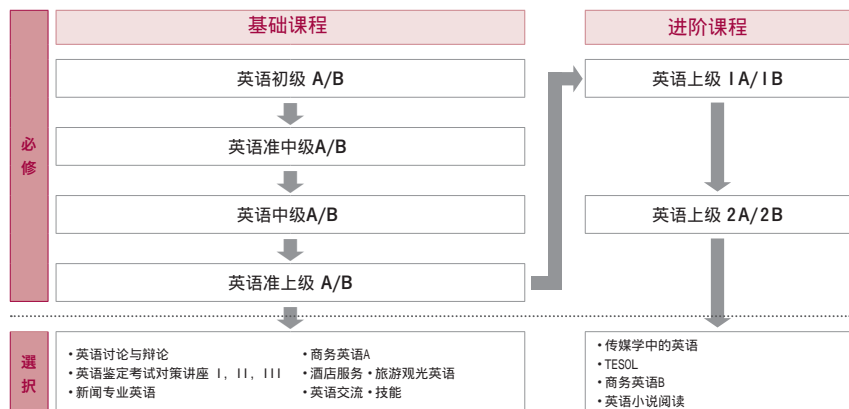 基础课程
进阶课程
必修
英语初级 A/B
英语上级 1A/1B
英语准中级A/B
英语中级A/B
英语上级 2A/2B
英语准上级 A/B
選択
•英语讨论与辩论
•英语鉴定考试对策讲座 I, II, III
•新闻专业英语
•商务英语A
•酒店服务•旅游观光英语
•英语交流•技能
•传媒学中的英语
•TESOL
•商务英语B
•英语小说阅读